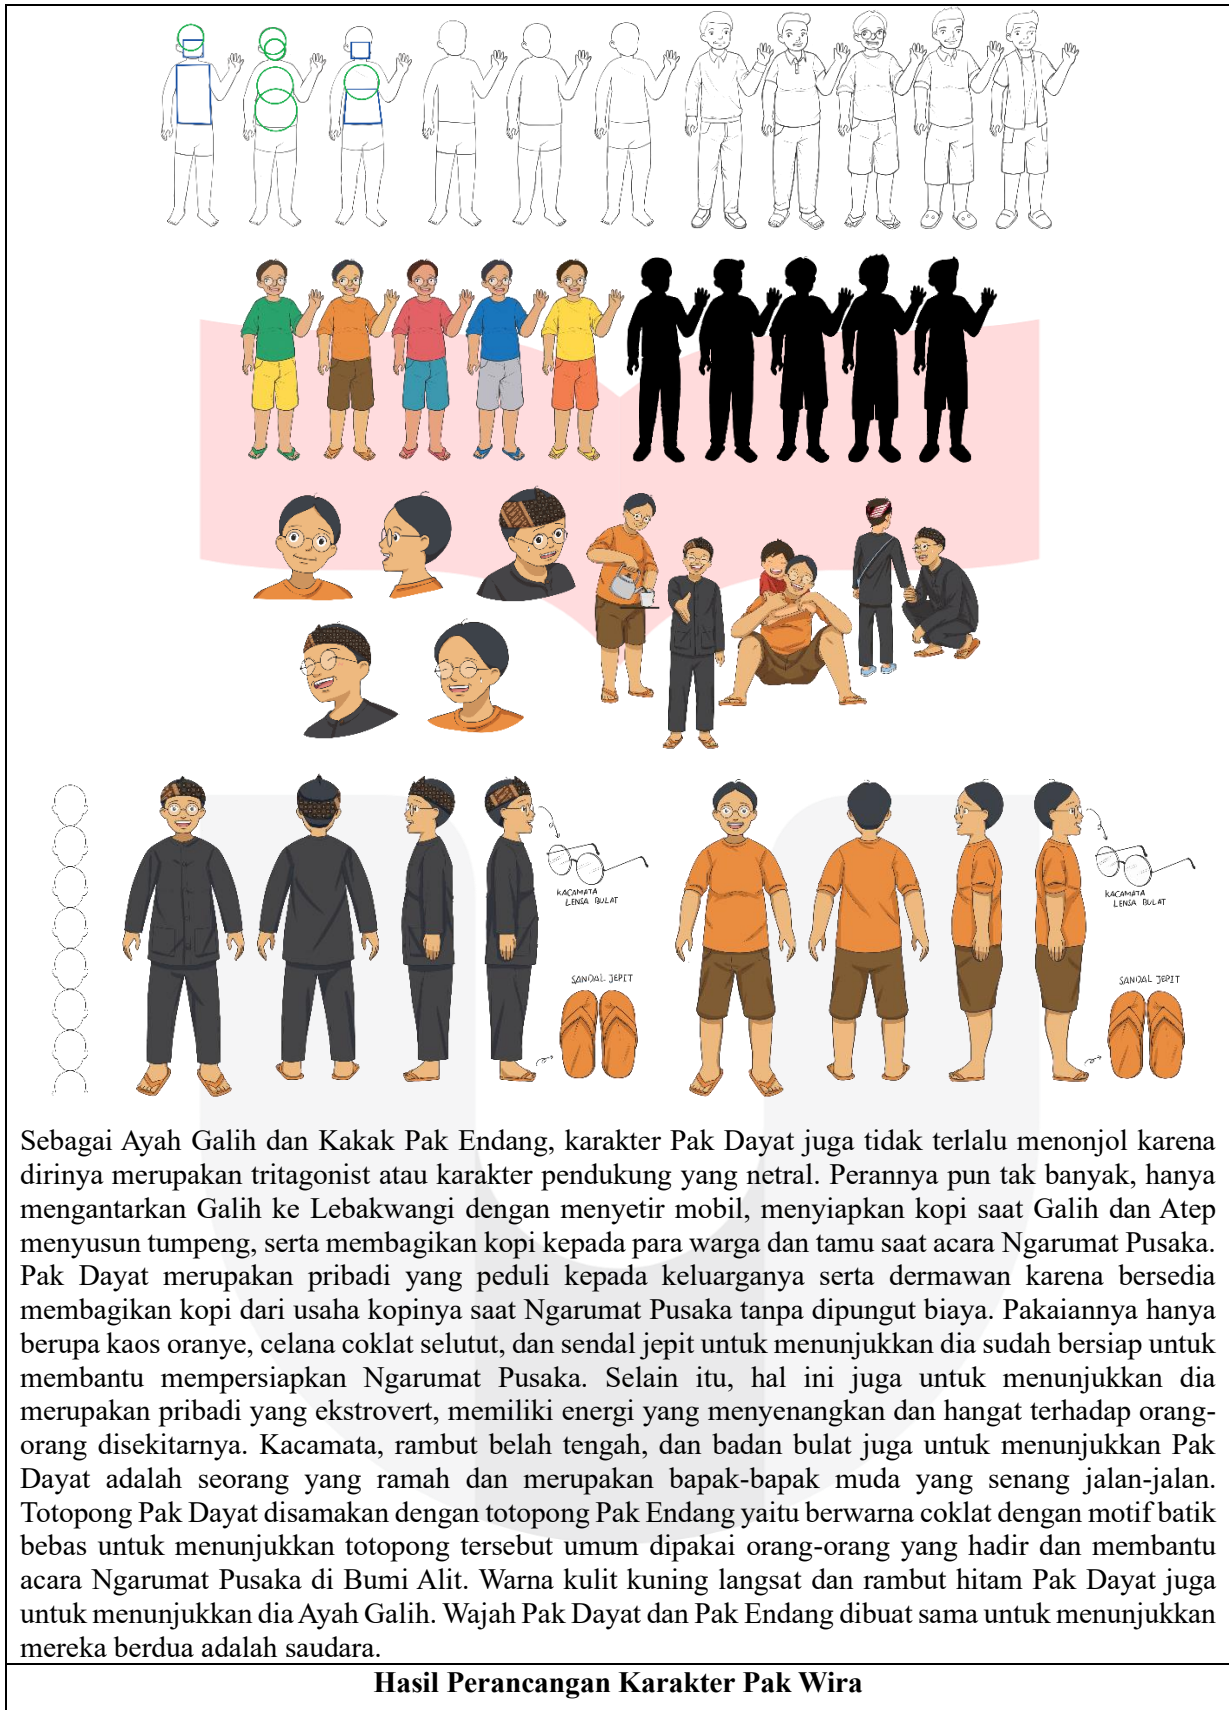 KACAMATA
LENSA BULAT
SANDAL JEPIT
KACAMATA
LENSA BULAT
SANDAL JEPIT
Sebagai Ayah Galih dan Kakak Pak Endang, karakter Pak Dayat juga tidak terlalu menonjol karena
dirinya merupakan tritagonist atau karakter pendukung yang netral. Perannya pun tak banyak, hanya
mengantarkan Galih ke Lebakwangi dengan menyetir mobil, menyiapkan kopi saat Galih dan Atep
menyusun tumpeng, serta membagikan kopi kepada para warga dan tamu saat acara Ngarumat Pusaka.
Pak Dayat merupakan pribadi yang peduli kepada keluarganya serta dermawan karena bersedia
membagikan kopi dari usaha kopinya saat Ngarumat Pusaka tanpa dipungut biaya. Pakaiannya hanya
berupa kaos oranye, celana coklat selutut, dan sendal jepit untuk menunjukkan dia sudah bersiap untuk
membantu mempersiapkan Ngarumat Pusaka. Selain itu, hal ini juga untuk menunjukkan dia
merupakan pribadi yang ekstrovert, memiliki energi yang menyenangkan dan hangat terhadap orang-
orang disekitarnya. Kacamata, rambut belah tengah, dan badan bulat juga untuk menunjukkan Pak
Dayat adalah seorang yang ramah dan merupakan bapak-bapak muda yang senang jalan-jalan.
Totopong Pak Dayat disamakan dengan totopong Pak Endang yaitu berwarna coklat dengan motif batik
bebas untuk menunjukkan totopong tersebut umum dipakai orang-orang yang hadir dan membantu
acara Ngarumat Pusaka di Bumi Alit. Warna kulit kuning langsat dan rambut hitam Pak Dayat juga
untuk menunjukkan dia Ayah Galih. Wajah Pak Dayat dan Pak Endang dibuat sama untuk menunjukkan
mereka berdua adalah saudara.
Hasil Perancangan Karakter Pak Wira